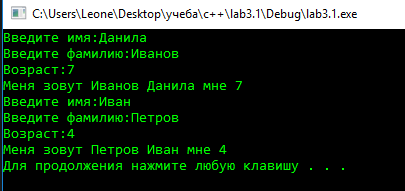 C:\Users\Leone\Desktop\учеба\c++\lab3.1\Debug\lab3.1.exe
Введите имя:Данила
Введите фамилию:Иванов
Возраст:7
Меня зовут Иванов Данила мне 7
Введите имя:Иван
Введите фамилию:Петров
Возраст:4
Меня зовут Петров Иван мне 4
Для продолжения нажмите любую клавишу . . .